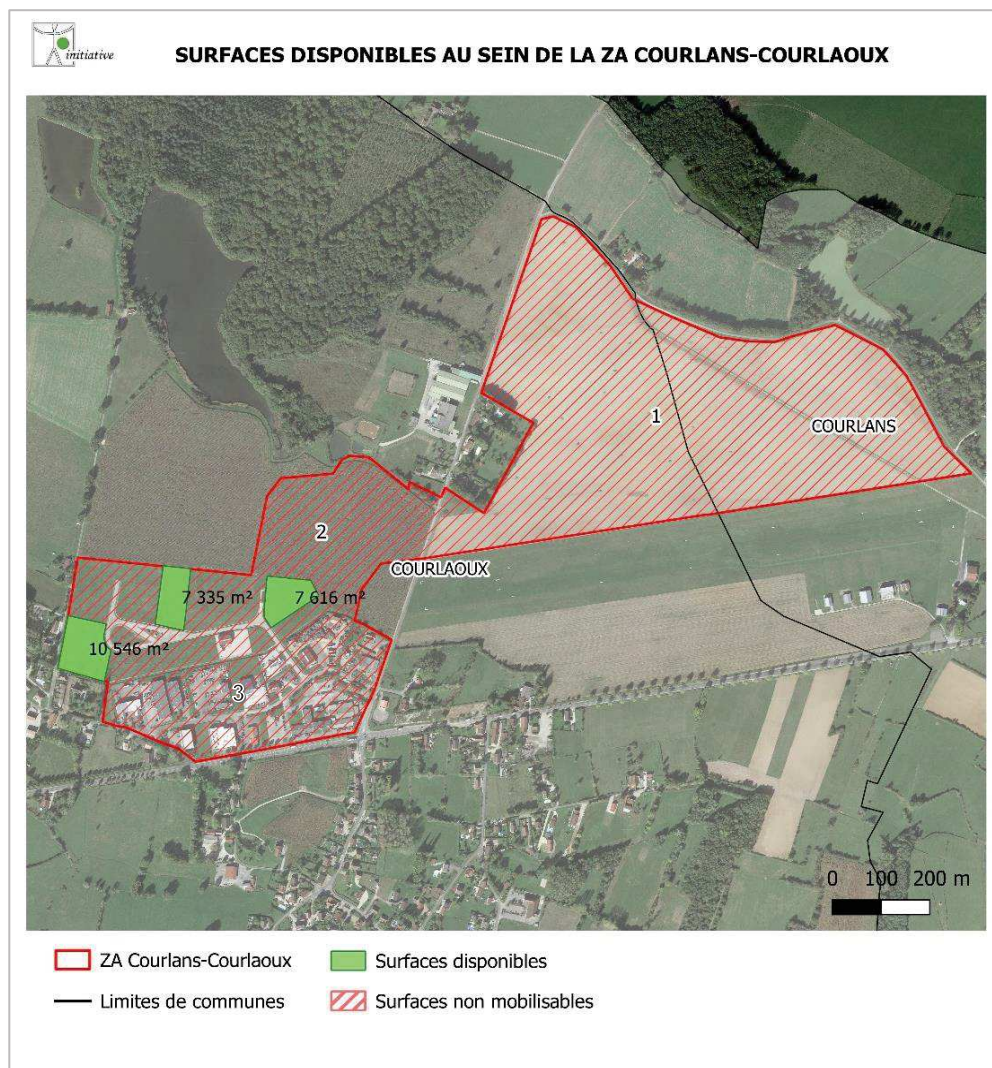 initiative
SURFACES DISPONIBLES AU SEIN DE LA ZA COURLANS-COURLAOUX
1
COURLANS
2
COURLAOUX
7 335 m²
7 616 m²
10 546 m²
3
0 100 200 m
ZA Courlans-Courlaoux
Surfaces disponibles
Limites de communes
Surfaces non mobilisables